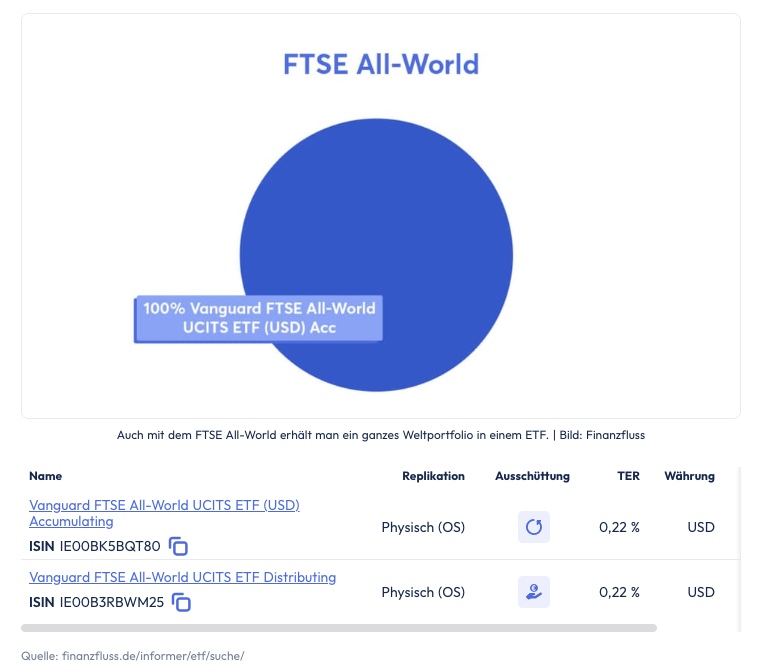 FTSE All-World
100% Vanguard FTSE All-World
UCITS ETF (USD) Acc
Auch mit dem FTSE All-World erhält man ein ganzes Weltportfolio in einem ETF. | Bild: Finanzfluss
Name Replikation Ausschüttung TER Währung
Vanguard FTSE All-World UCITS ETF (USD)
Accumulating
ISIN IE00BK5BQT80 Physisch (OS) 0,22 % USD
Vanguard FTSE All-World UCITS ETF Distributing
ISIN IE00B3RBWM25 Physisch (OS) 0,22 % USD
Quelle: finanzfluss.de/informer/etf/suche/